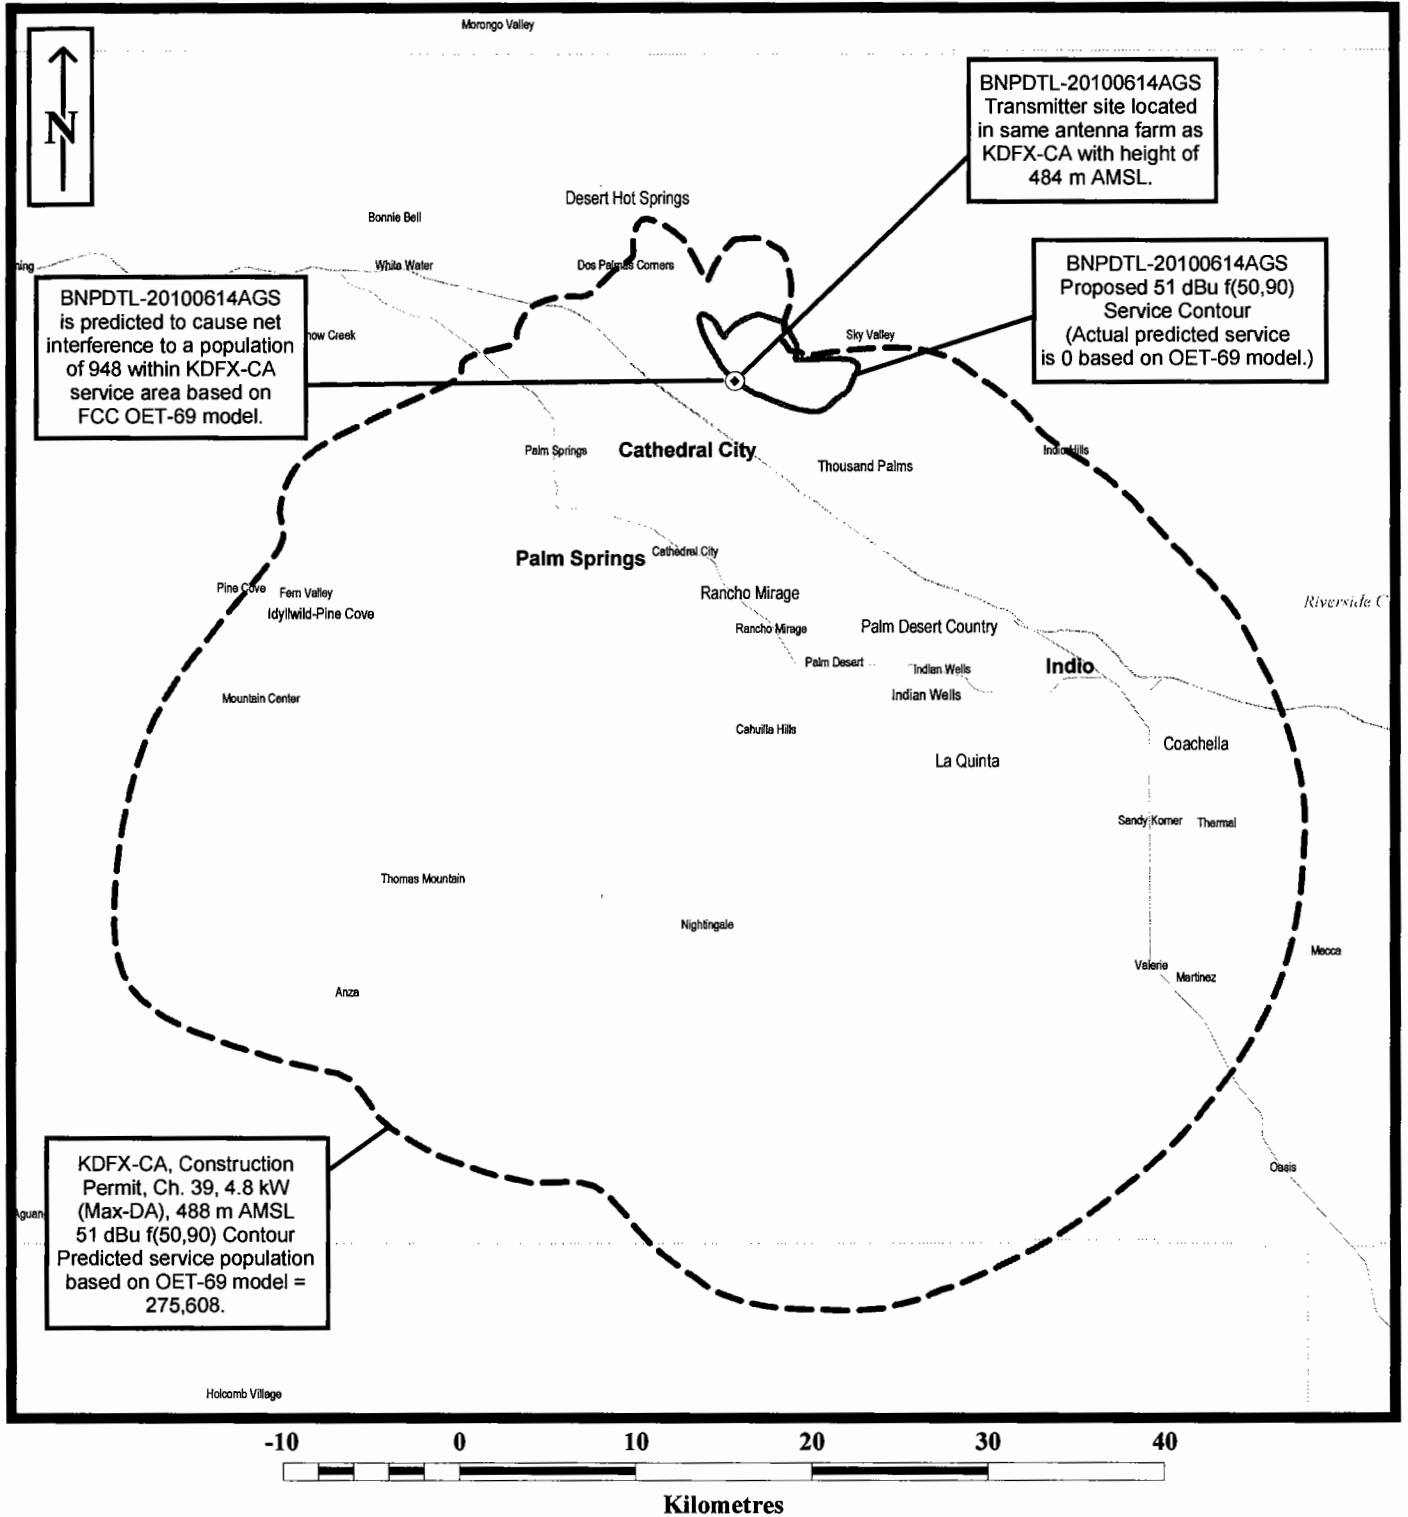 Morongo Valley
N
BNPDTL-20100614AGS
Transmitter site located
in same antenna farm as
KDFX-CA with height of
484 m AMSL.
Desert Hot Springs
Bonnie Bell
White Water
Dos Palmas Corners
ning
BNPDTL-20100614AGS
Proposed 51 dBu f(50,90)
Service Contour
(Actual predicted service
is 0 based on OET-69 model.)
BNPDTL-20100614AGS
is predicted to cause net
interference to a population
of 948 within KDFX-CA
service area based on
FCC OET-69 model.
now Creek
Sky Valley
Palm Springs
Cathedral City
Thousand Palms
Indio Hills
Palm Springs
Cathedral City
Pine Cove
Fern Valley
Idyllwild-Pine Cove
Rancho Mirage
Riverside C
Rancho Mirage
Palm Desert Country
Palm Desert
Indian Wells
Indio
Indian Wells
Mountain Center
Cahuilla Hills
Coachella
La Quinta
Sandy Korner
Thermal
Thomas Mountain
Nightingale
Mecca
Valerie
Martinez
Anza
KDFX-CA, Construction
Permit, Ch. 39, 4.8 kW
(Max-DA), 488 m AMSL
51 dBu f(50,90) Contour
Predicted service population
based on OET-69 model =
275,608.
Oasis
Aguan
Holcomb Village
-10 0 10 20 30 40
Kilometres